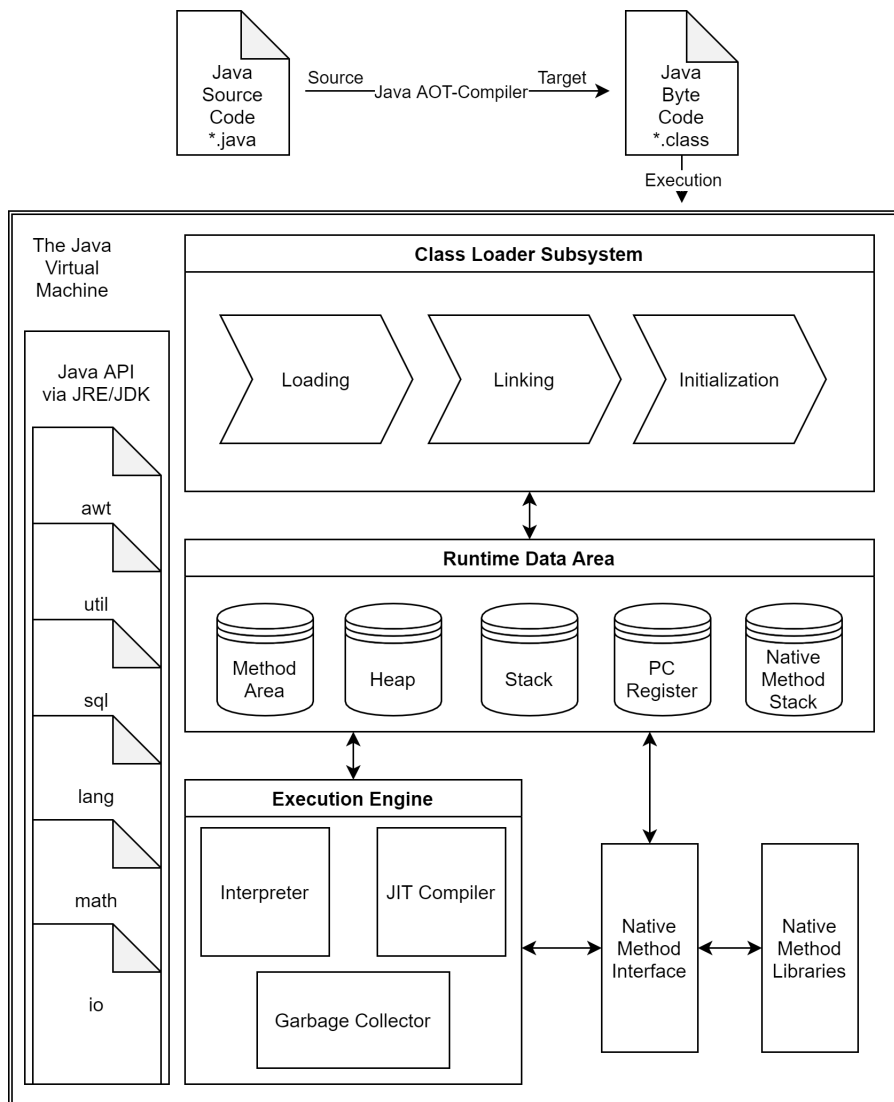 Java
Source
Code
*.java
Source
Java AOT-Compiler
Target
Java
Byte
Code
*.class
Execution
The Java
Virtual
Machine
Java API
via JRE/JDK
awt
util
sql
lang
math
io
Class Loader Subsystem
Loading
Linking
Initialization
Runtime Data Area
Method
Area
Heap
Stack
PC
Register
Native
Method
Stack
Execution Engine
Interpreter
JIT Compiler
Garbage Collector
Native
Method
Interface
Native
Method
Libraries